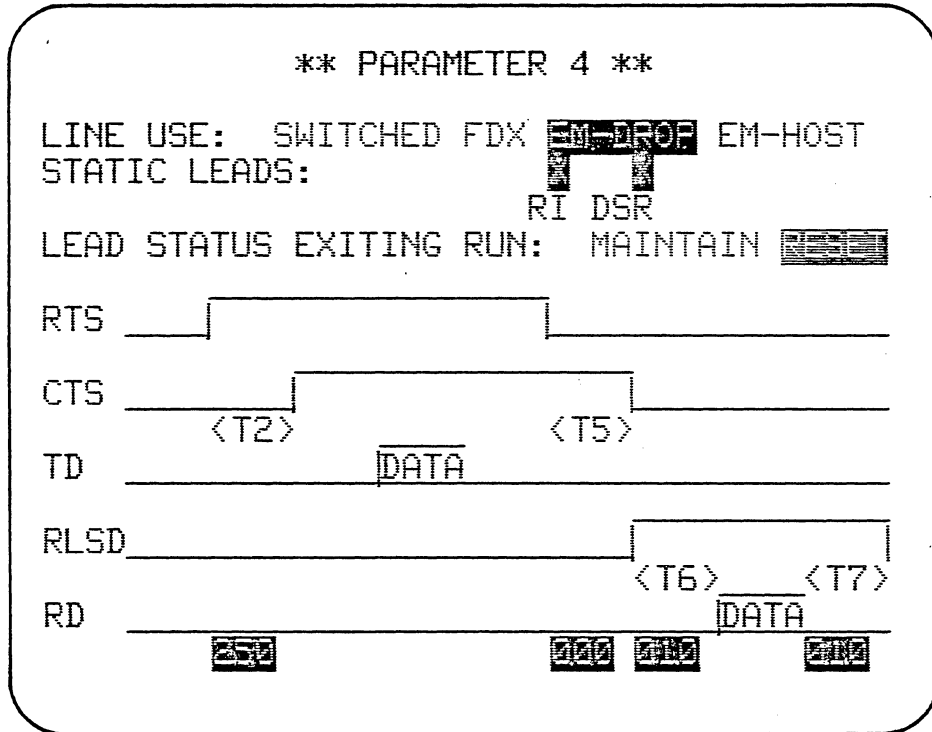 ** PARAMETER 4 **
LINE USE: SWITCHED FDX EM-DROP EM-HOST
STATIC LEADS: X X
RI DSR
LEAD STATUS EXITING RUN: MAINTAIN RESET
RTS
CTS
<T2> <T5>
TD DATA
RLSD
<T6> <T7>
RD DATA
250 000